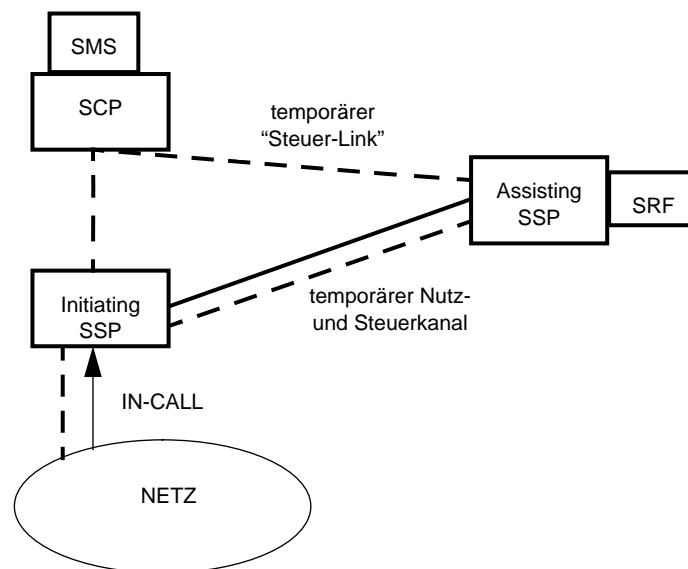 SMS
SCP
temporärer
“Steuer-Link”
Assisting
SSP
SRF
Initiating
SSP
temporärer Nutz-
und Steuerkanal
IN-CALL
NETZ